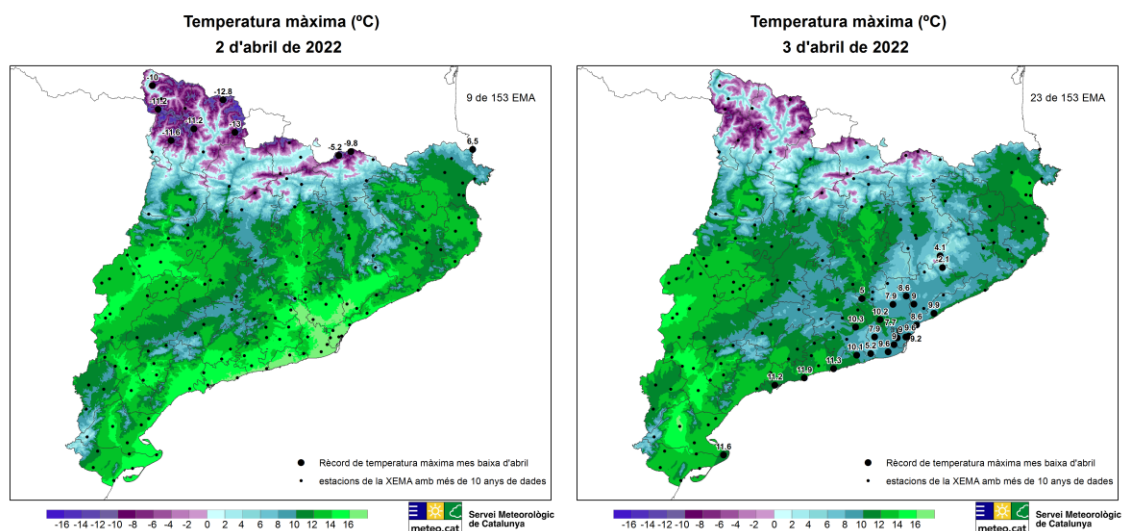 Temperatura màxima (ºC)
2 d'abril de 2022
9 de 153 EMA
-10
-12.8
-11.2
-13.2
-13
-11.6
-5.2
-9.8
6.5
Rècord de temperatura màxima mes baixa d'abril
estacions de la XEMA amb més de 10 anys de dades
-16 -14 -12 -10 -8 -6 -4 -2 0 2 4 6 8 10 12 14 16
meteo.cat
Servei Meteorològic
de Catalunya
Temperatura màxima (ºC)
3 d'abril de 2022
23 de 153 EMA
4.1
-2.1
5
8.6
7.9
9
9.9
10.2
10.3
7.7
8.6
7.9
9
9.6
9
9.2
10.1
5.2
9.6
11.3
11.9
11.2
11.6
Rècord de temperatura màxima mes baixa d'abril
estacions de la XEMA amb més de 10 anys de dades
-16 -14 -12 -10 -8 -6 -4 -2 0 2 4 6 8 10 12 14 16
meteo.cat
Servei Meteorològic
de Catalunya